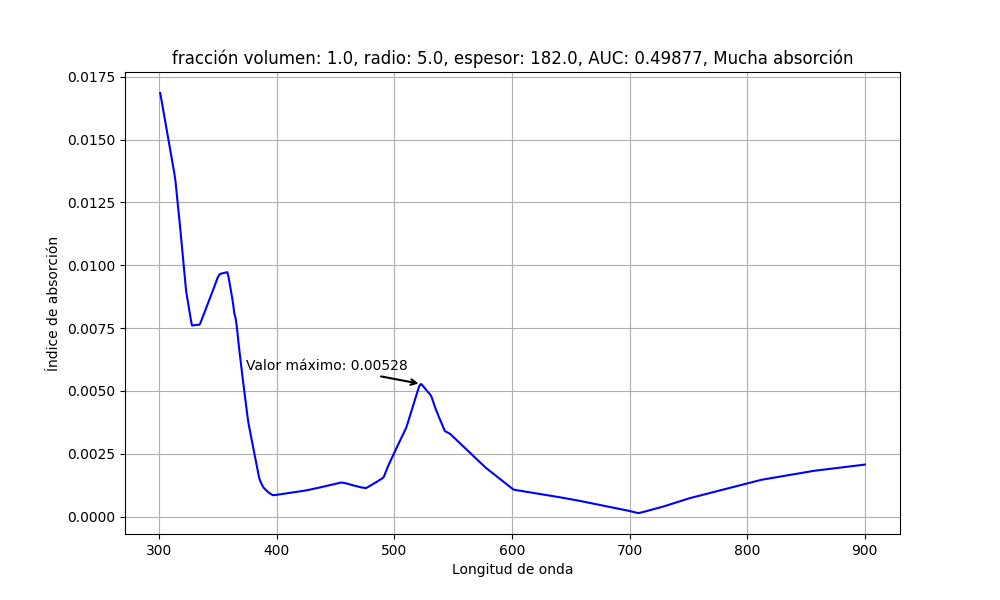 fracción volumen: 1.0, radio: 5.0, espesor: 182.0, AUC: 0.49877, Mucha absorción
0.0175
0.0150
0.0125
0.0100
0.0075
0.0050
0.0025
0.0000
Índice de absorción
Valor máximo: 0.00528
300 400 500 600 700 800 900
Longitud de onda